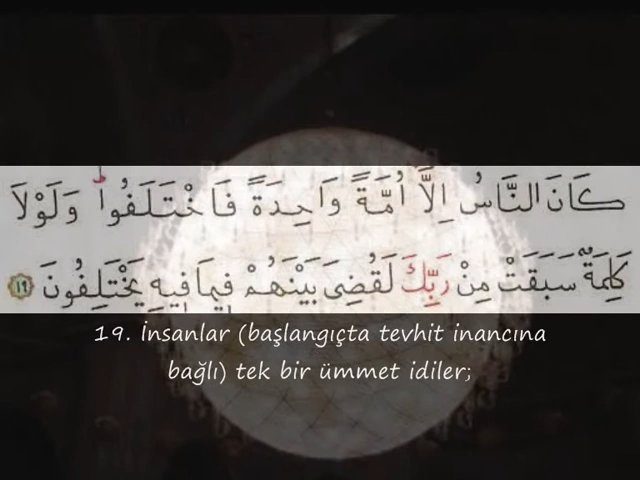 كَانَ النَّاسُ اِلَّٓا اُمَّةً وَاحِدَةً فَاخْتَلَفُواۜ وَلَوْلَا
كَلِمَةٌ سَبَقَتْ مِنْ رَبِّكَ لَقُضِىَ بَيْنَهُمْ فٖيمَا فٖيهِ يَخْتَلِفُونَ ١٩
19. İnsanlar (başlangıçta tevhit inancına
bağlı) tek bir ümmet idiler;